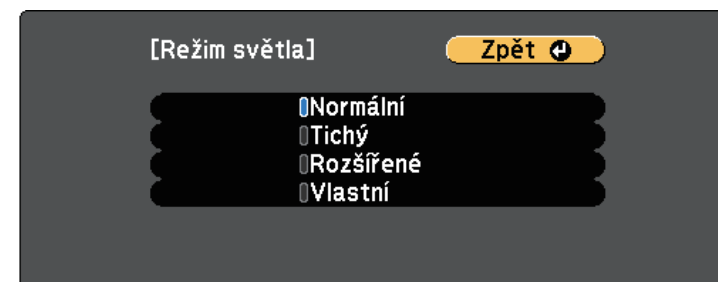 [Režim světla] Zpět
Normální
Tichý
Rozšířené
Vlastní